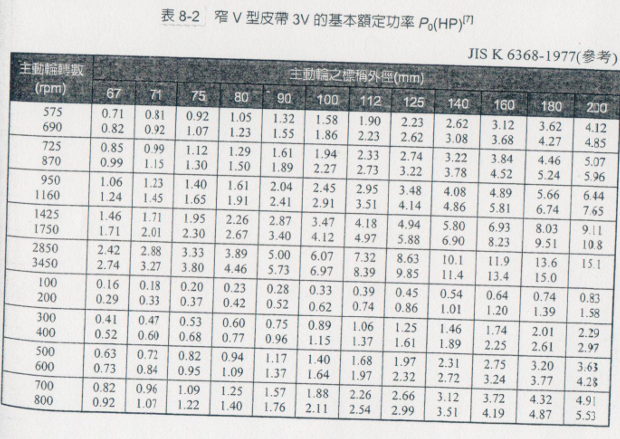 表 8-2 窄 V 型皮帶 3V 的基本額定功率 P₀(HP)[7]
JIS K 6368-1977(參考)
主動輪轉數 (rpm) 主動輪之標稱外徑(mm)
67 71 75 80 90 100 112 125 140 160 180 200
575 0.71 0.81 0.92 1.05 1.32 1.58 1.90 2.23 2.62 3.12 3.62 4.12
690 0.82 0.92 1.07 1.23 1.55 1.86 2.23 2.62 3.08 3.68 4.27 4.85
725 0.85 0.99 1.12 1.29 1.61 1.94 2.33 2.74 3.22 3.84 4.46 5.07
870 0.99 1.15 1.30 1.50 1.89 2.27 2.73 3.22 3.78 4.52 5.24 5.96
950 1.06 1.23 1.40 1.61 2.04 2.45 2.95 3.48 4.08 4.89 5.66 6.44
1160 1.24 1.45 1.65 1.91 2.41 2.91 3.51 4.14 4.86 5.81 6.74 7.65
1425 1.46 1.71 1.95 2.26 2.87 3.47 4.18 4.94 5.80 6.93 8.03 9.11
1750 1.71 2.01 2.30 2.67 3.40 4.12 4.97 5.88 6.90 8.23 9.51 10.8
2850 2.42 2.88 3.33 3.89 5.00 6.07 7.32 8.63 10.1 11.9 13.6 15.1
3450 2.74 3.27 3.80 4.46 5.73 6.97 8.39 9.85 11.4 13.4 15.0
100 0.16 0.18 0.20 0.23 0.28 0.33 0.39 0.45 0.54 0.64 0.74 0.83
200 0.29 0.33 0.37 0.42 0.52 0.62 0.74 0.86 1.01 1.20 1.39 1.58
300 0.41 0.47 0.53 0.60 0.75 0.89 1.06 1.25 1.46 1.74 2.01 2.29
400 0.52 0.60 0.68 0.77 0.96 1.15 1.37 1.61 1.89 2.25 2.61 2.97
500 0.63 0.72 0.82 0.94 1.17 1.40 1.68 1.97 2.31 2.75 3.20 3.63
600 0.73 0.84 0.95 1.09 1.37 1.64 1.97 2.32 2.72 3.24 3.77 4.28
700 0.82 0.96 1.09 1.25 1.57 1.88 2.26 2.66 3.12 3.72 4.32 4.91
800 0.92 1.07 1.22 1.40 1.76 2.11 2.54 2.99 3.51 4.19 4.87 5.53